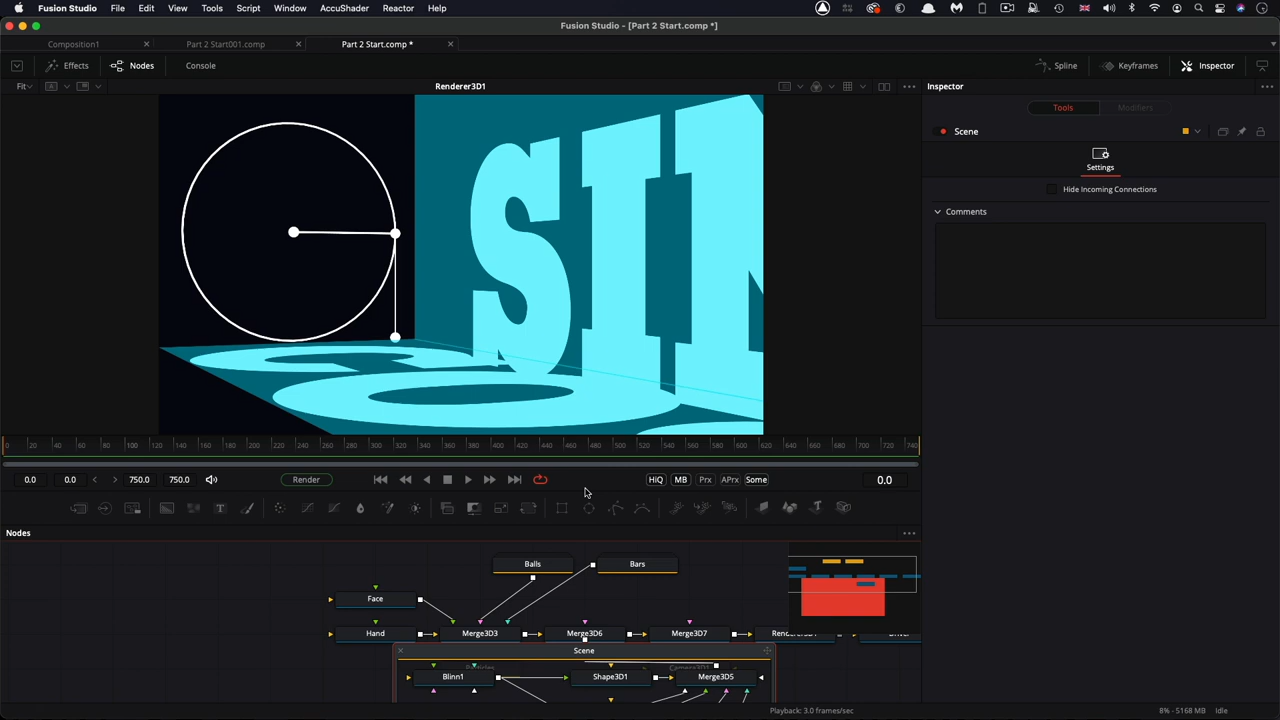 Fusion Studio File Edit View Tools Script Window AccuShader Reactor Help
Fusion Studio - [Part 2 Start.comp *]
Composition1 Part 2 Start001.comp Part 2 Start.comp *
Effects Nodes Console Spline Keyframes Inspector
Fit Renderer3D1 Inspector
Tools Modifiers
Scene
Settings
Hide Incoming Connections
Comments
SI
0 20 40 60 80 100 120 140 160 180 200 220 240 260 280 300 320 340 360 380 400 420 440 460 480 500 520 540 560 580 600 620 640 660 680 700 720 740
0.0 0.0 750.0 750.0 Render HiQ MB Prx APrx Some 0.0
Nodes
Balls Bars
Face
Hand Merge3D3 Merge3D6 Merge3D7
Scene
Blinn1 Shape3D1 Merge3D5
Playback: 3.0 frames/sec 8% - 5168 MB Idle